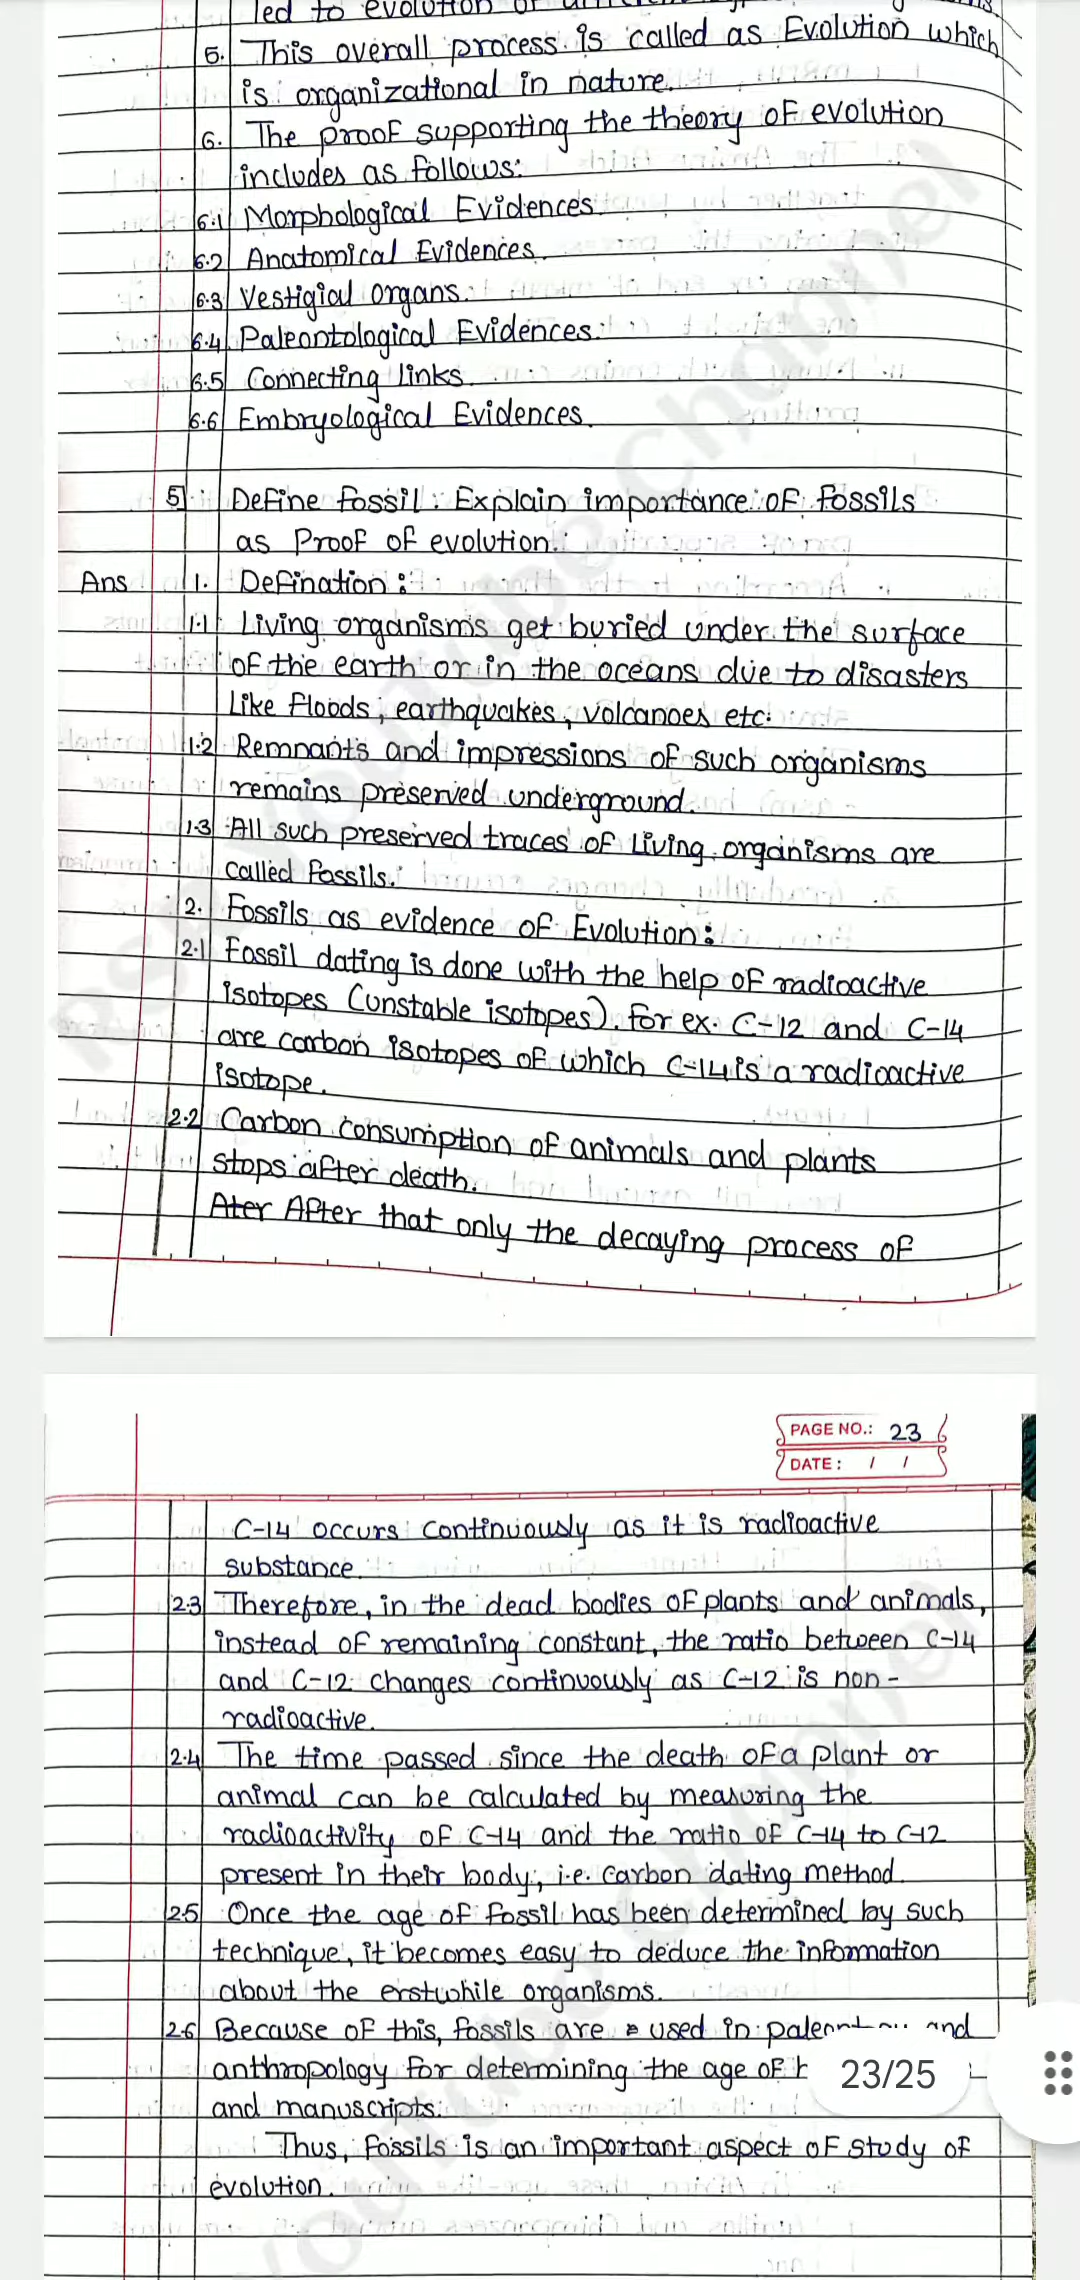 led to evolution of
5. This overall process is called as Evolution which
is organizational in nature.
6. The proof supporting the theory of evolution
includes as follows:
6.1 Morphological Evidences.
6.2 Anatomical Evidences.
6.3 Vestigial organs.
6.4 Paleontological Evidences.
6.5 Connecting links.
6.6 Embryological Evidences.
5 Define fossil. Explain importance of fossils
as Proof of evolution.
Ans 1. Defination :
1.1 Living organisms get buried under the surface
of the earth or in the oceans due to disasters
Like floods, earthquakes, volcanoes etc.
1.2 Remnants and impressions of such organisms
remains preserved underground.
1.3 All such preserved traces of Living organisms are
called fossils.
2. Fossils as evidence of Evolution :
2.1 Fossil dating is done with the help of radioactive
isotopes (unstable isotopes). for ex. C-12 and C-14
are carbon isotopes of which C-14 is a radioactive
isotope.
2.2 Carbon consumption of animals and plants
stops after death.
Ater After that only the decaying process of
PAGE NO.: 23
DATE : / /
C-14 occurs continuously as it is radioactive
substance.
2.3 Therefore, in the dead bodies of plants and animals,
instead of remaining constant, the ratio between C-14
and C-12 changes continuously as C-12 is non-
radioactive.
2.4 The time passed since the death of a plant or
animal can be calculated by measuring the
radioactivity of C-14 and the ratio of C-14 to C-12
present in their body, i.e. carbon dating method.
2.5 Once the age of fossil has been determined by such
technique, it becomes easy to deduce the information
about the erstwhile organisms.
2.6 Because of this, fossils are used in and
anthropology for determining the age of
23/25
and manuscripts.
Thus, fossils is an important aspect of study of
evolution.
YouTube Channel
YouTube Channel